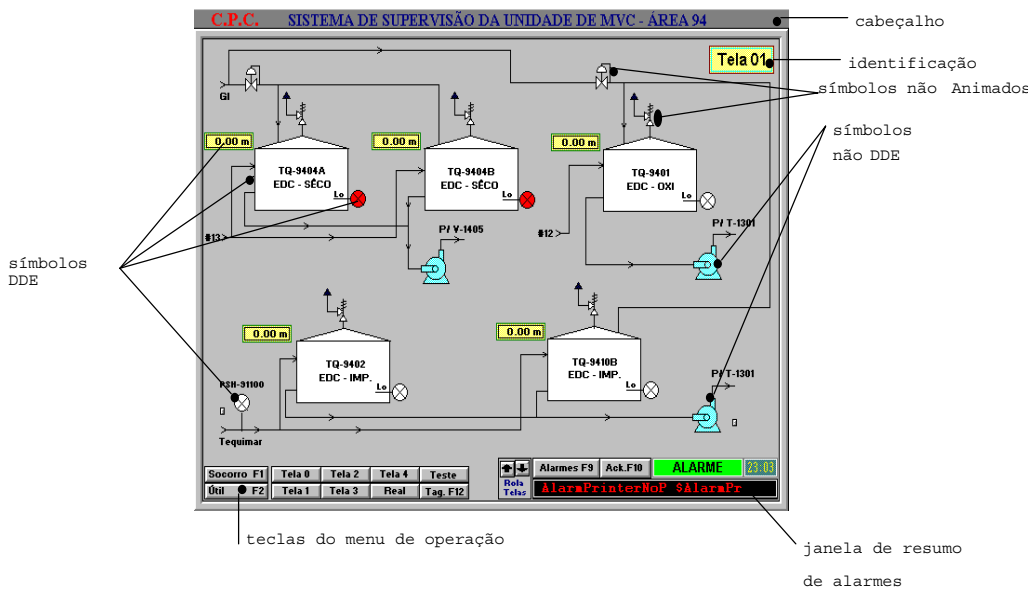 C.P.C. SISTEMA DE SUPERVISÃO DA UNIDADE DE MVC - ÁREA 94
cabeçalho
Tela 01
identificação
símbolos não Animados
GI
0.00 m
0.00 m
0.00 m
símbolos
não DDE
TQ-9404A
EDC - SÊCO
Lo
TQ-9404B
EDC - SÊCO
Lo
TQ-9401
EDC - OXI
Lo
#13
P/ V-1405
#12
P/ T-1301
símbolos
DDE
0.00 m
0.00 m
TQ-9402
EDC - IMP.
Lo
TQ-9410B
EDC - IMP.
Lo
PSH-91100
P/ T-1301
Tequimar
Socorro F1 Tela 0 Tela 2 Tela 4 Teste
Útil F2 Tela 1 Tela 3 Real Tag. F12
Rola
Telas
Alarmes F9 Ack.F10 ALARME 23:03
AlarmPrinterNoP $AlarmPr
teclas do menu de operação
janela de resumo
de alarmes